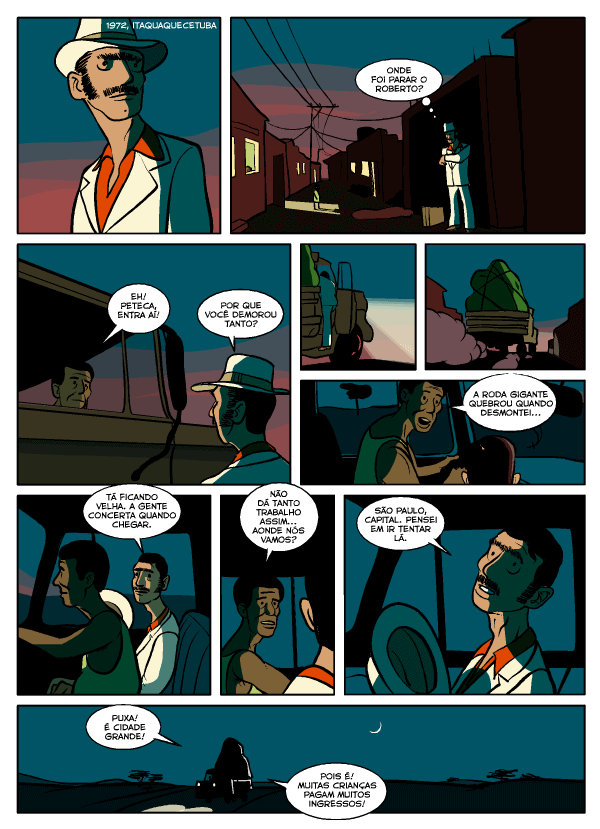 1972, ITAQUAQUECETUBA
ONDE
FOI PARAR O
ROBERTO?
EH!
PETECA,
ENTRA AÍ!
POR QUE
VOCÊ DEMOROU
TANTO?
A RODA GIGANTE
QUEBROU QUANDO
DESMONTEI...
TÁ FICANDO
VELHA. A GENTE
CONCERTA QUANDO
CHEGAR.
NÃO
DÁ TANTO
TRABALHO
ASSIM...
AONDE NÓS
VAMOS?
SÃO PAULO,
CAPITAL. PENSEI
EM IR TENTAR
LÁ.
PUXA!
É CIDADE
GRANDE!
POIS É!
MUITAS CRIANÇAS
PAGAM MUITOS
INGRESSOS!